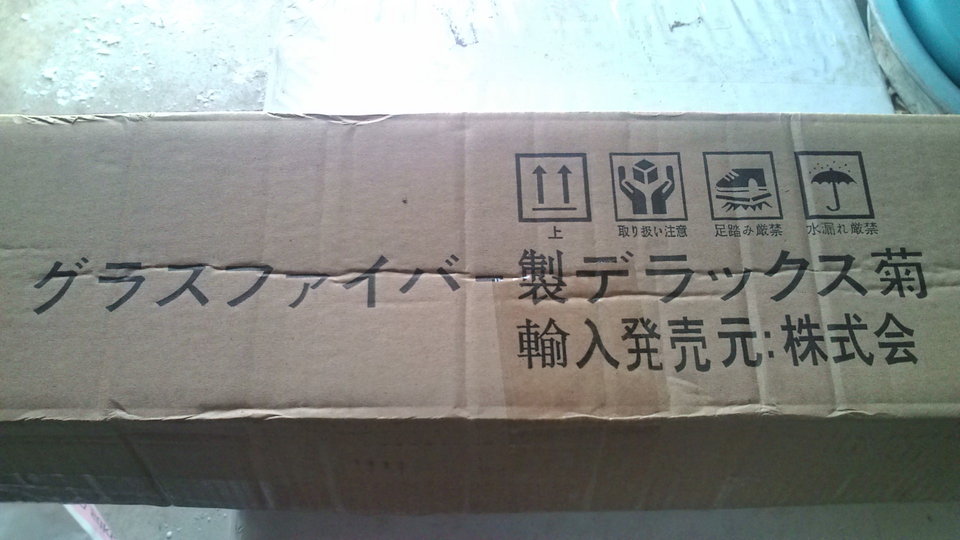 上
取り扱い注意
足踏み厳禁
水漏れ厳禁
グラスファイバー製デラックス菊
輸入発売元:株式会